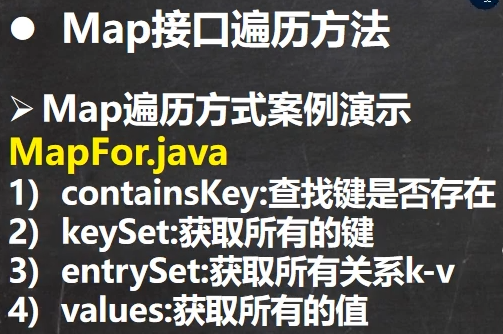 ● Map接口遍历方法
➢ Map遍历方式案例演示
MapFor.java
1) containsKey:查找键是否存在
2) keySet:获取所有的键
3) entrySet:获取所有关系k-v
4) values:获取所有的值